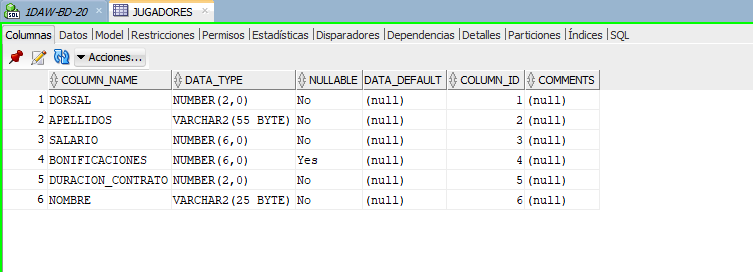 SQL 1DAW-BD-20 × JUGADORES ×
Columnas Datos Model Restricciones Permisos Estadísticas Disparadores Dependencias Detalles Particiones Índices SQL
Acciones...
COLUMN_NAME DATA_TYPE NULLABLE DATA_DEFAULT COLUMN_ID COMMENTS
1 DORSAL NUMBER(2,0) No (null) 1 (null)
2 APELLIDOS VARCHAR2(55 BYTE) No (null) 2 (null)
3 SALARIO NUMBER(6,0) No (null) 3 (null)
4 BONIFICACIONES NUMBER(6,0) Yes (null) 4 (null)
5 DURACION_CONTRATO NUMBER(2,0) No (null) 5 (null)
6 NOMBRE VARCHAR2(25 BYTE) No (null) 6 (null)